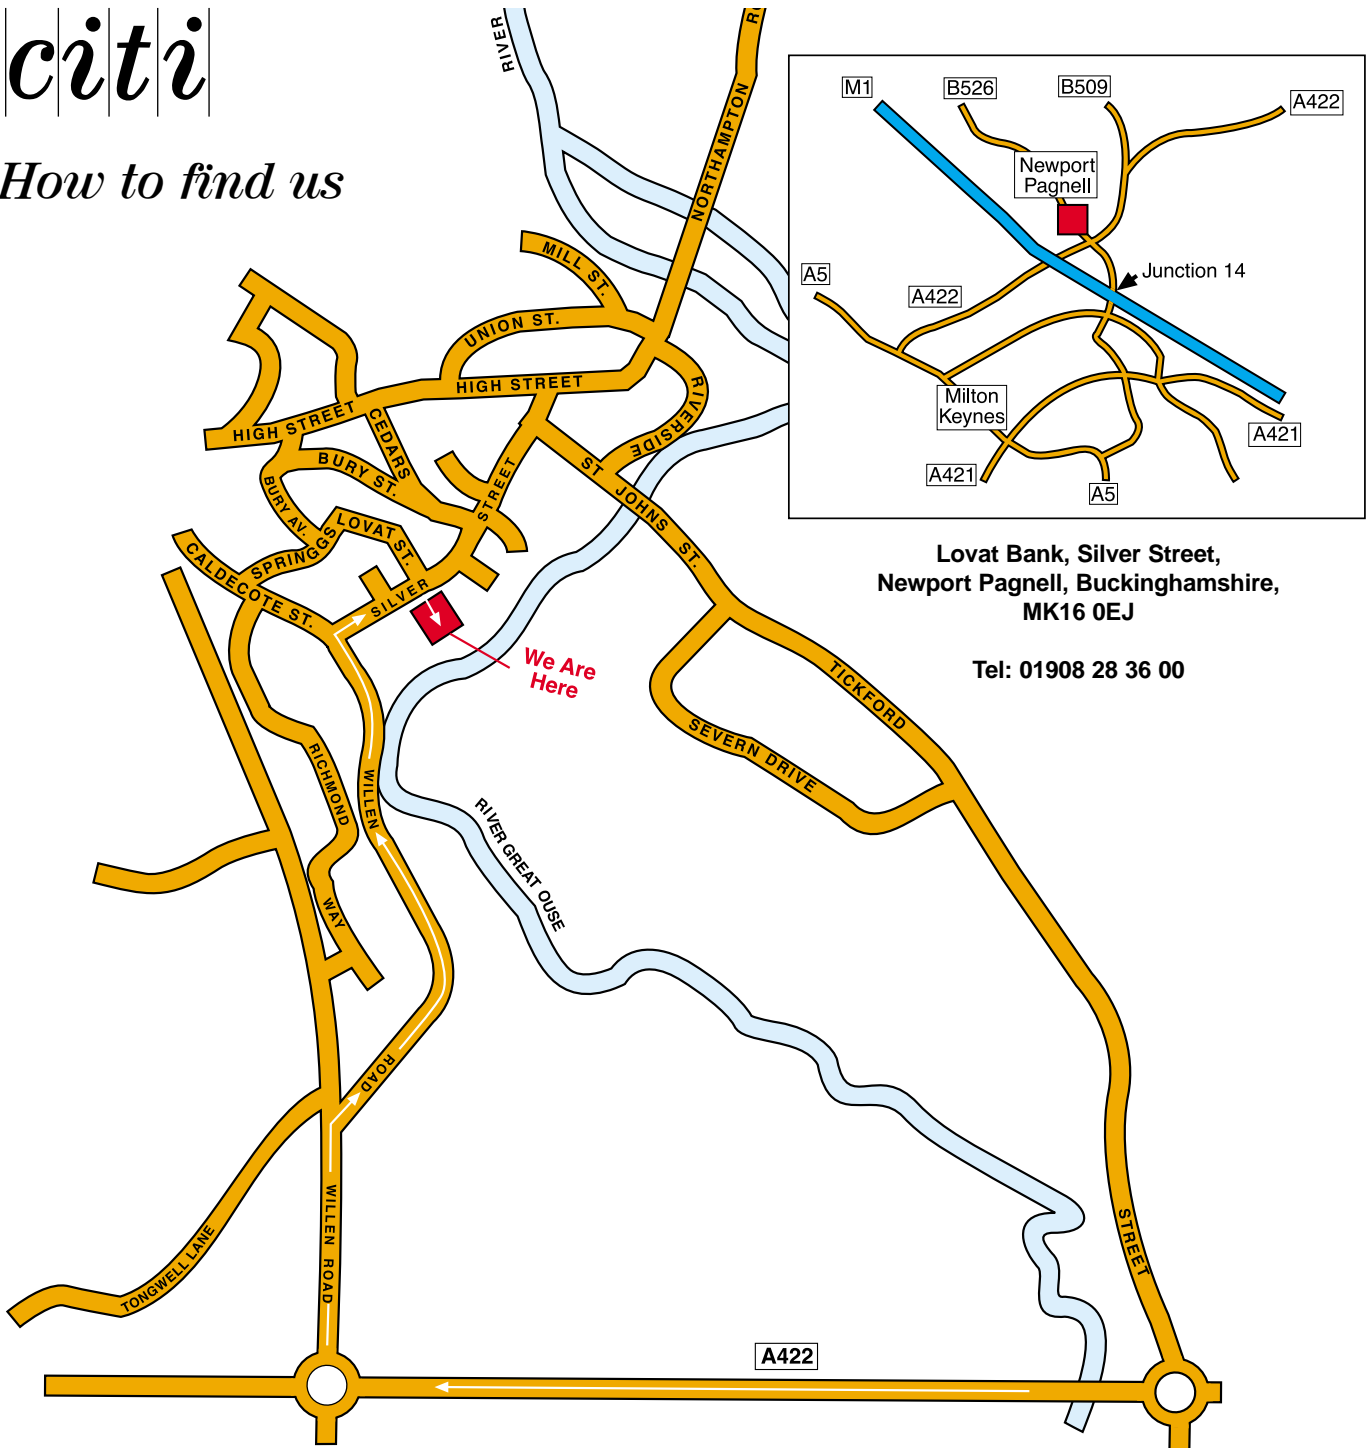 citi
How to find us
RIVER
NORTHAMPTON
MILL ST.
UNION ST.
HIGH STREET
HIGH STREET
CEDARS
RIVERSIDE
BURY ST.
BURY AV.
STREET
ST JOHNS ST.
LOVAT ST.
SPRINGS
CALDECOTE ST.
SILVER
We Are
Here
TICKFORD
SEVERN DRIVE
RICHMOND
WILLEN
RIVER GREAT OUSE
WAY
ROAD
WILLEN ROAD
TONGWELL LANE
STREET
A422
M1
B526
B509
A422
Newport
Pagnell
Junction 14
A5
A422
Milton
Keynes
A421
A421
A5
Lovat Bank, Silver Street,
Newport Pagnell, Buckinghamshire,
MK16 0EJ
Tel: 01908 28 36 00